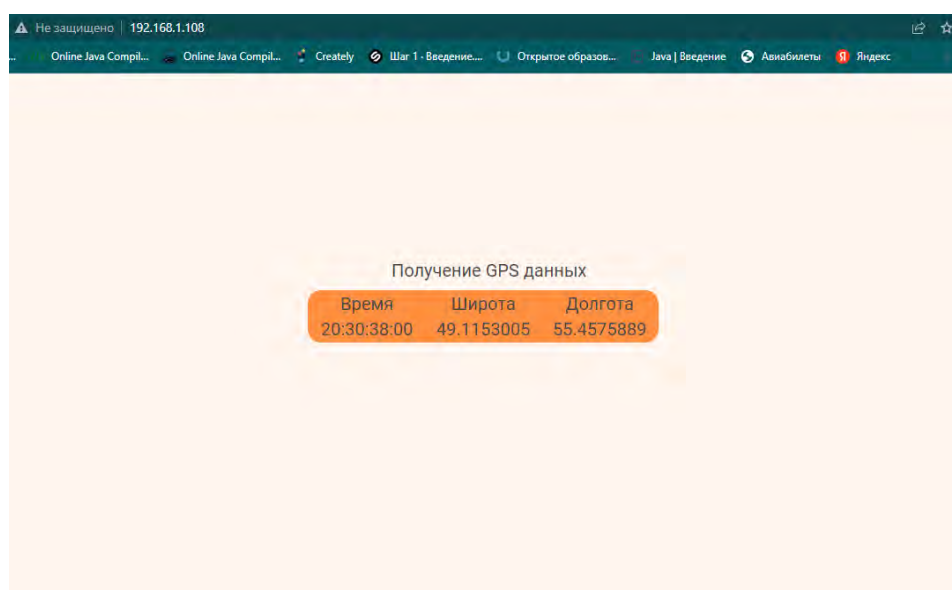 Не защищено 192.168.1.108
Online Java Compil... Online Java Compil... Creately Шаг 1 - Введение.... Открытое образов... Java | Введение Авиабилеты Яндекс
Получение GPS данных
Время Широта Долгота
20:30:38:00 49.1153005 55.4575889